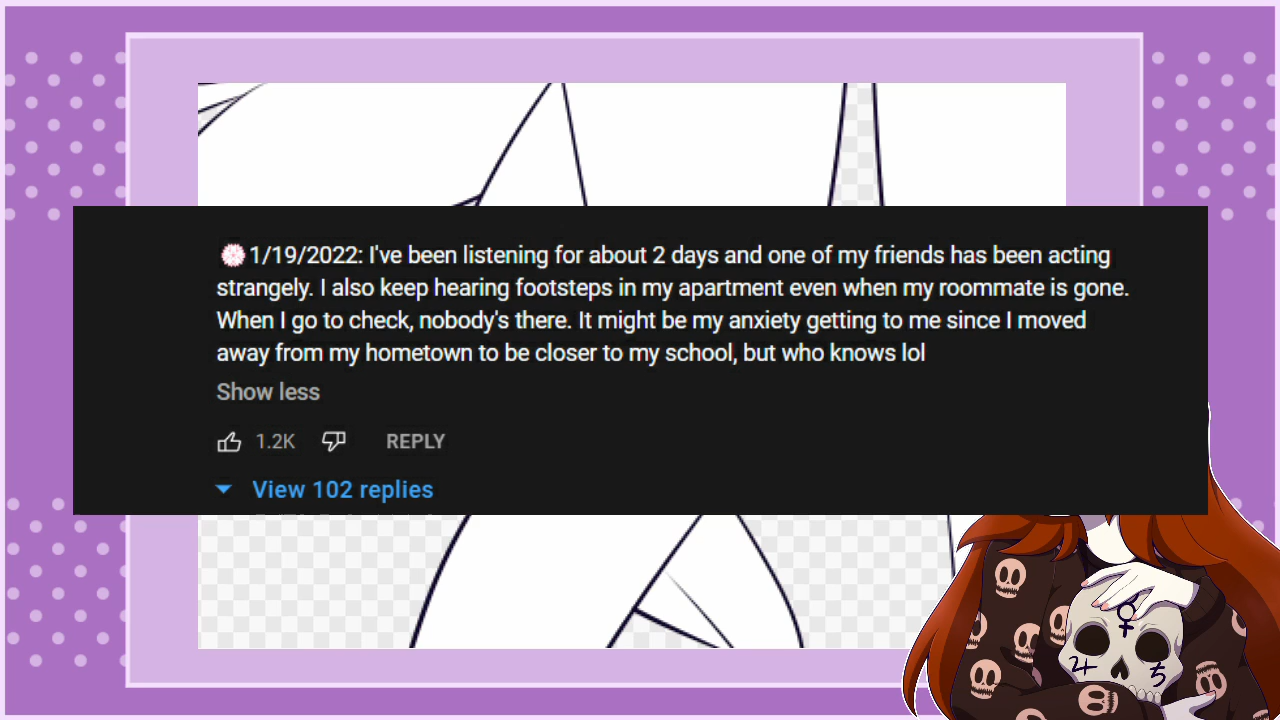 💮1/19/2022: I've been listening for about 2 days and one of my friends has been acting
strangely. I also keep hearing footsteps in my apartment even when my roommate is gone.
When I go to check, nobody's there. It might be my anxiety getting to me since I moved
away from my hometown to be closer to my school, but who knows lol
Show less
1.2K REPLY
View 102 replies